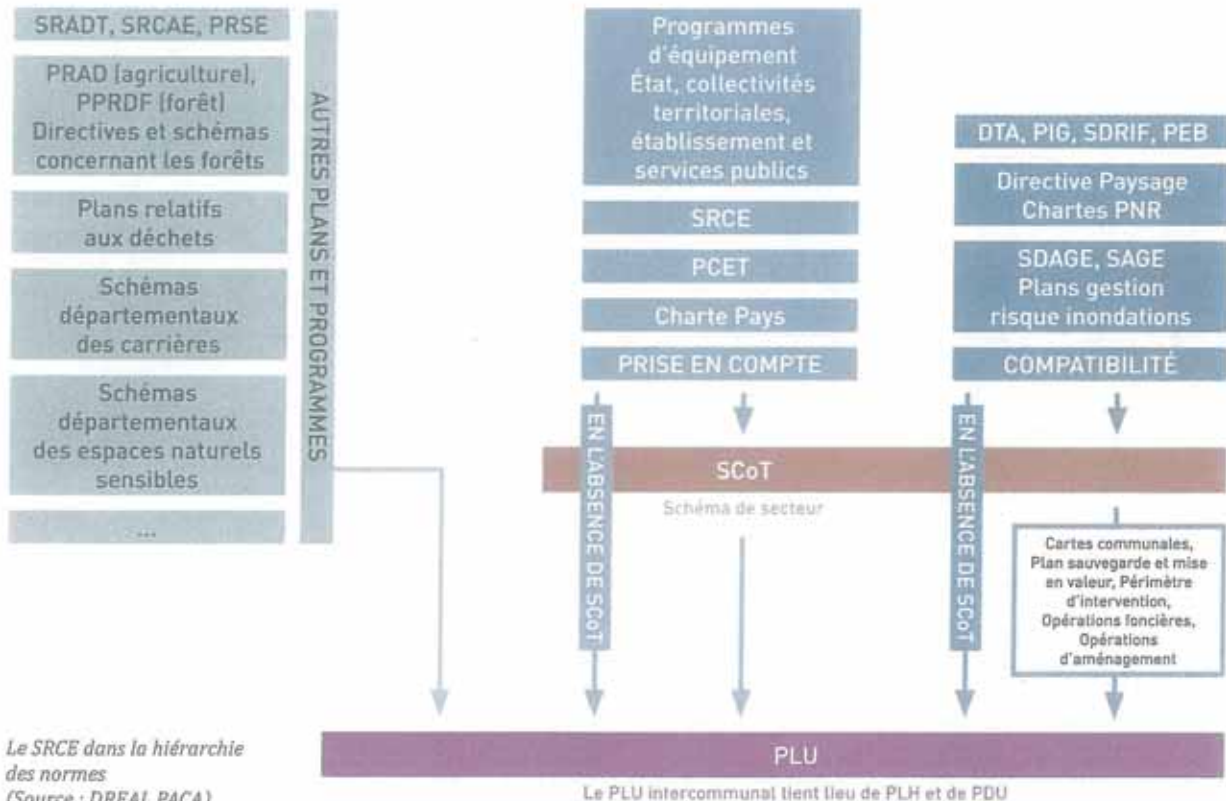 SRADT, SRCAE, PRSE
PRAD (agriculture),
PPRDF (forêt)
Directives et schémas
concernant les forêts
Plans relatifs
aux déchets
Schémas
départementaux
des carrières
Schémas
départementaux
des espaces naturels
sensibles
...
AUTRES PLANS ET PROGRAMMES
Programmes
d'équipement
État, collectivités
territoriales,
établissement et
services publics
SRCE
PCET
Charte Pays
PRISE EN COMPTE
DTA, PIG, SDRIF, PEB
Directive Paysage
Chartes PNR
SDAGE, SAGE
Plans gestion
risque inondations
COMPATIBILITÉ
EN L'ABSENCE DE SCoT
EN L'ABSENCE DE SCoT
SCoT
Schéma de secteur
Cartes communales,
Plan sauvegarde et mise
en valeur, Périmètre
d'intervention,
Opérations foncières,
Opérations
d'aménagement
PLU
Le PLU intercommunal tient lieu de PLH et de PDU
Le SRCE dans la hiérarchie
des normes
(Source : DREAL PACA)